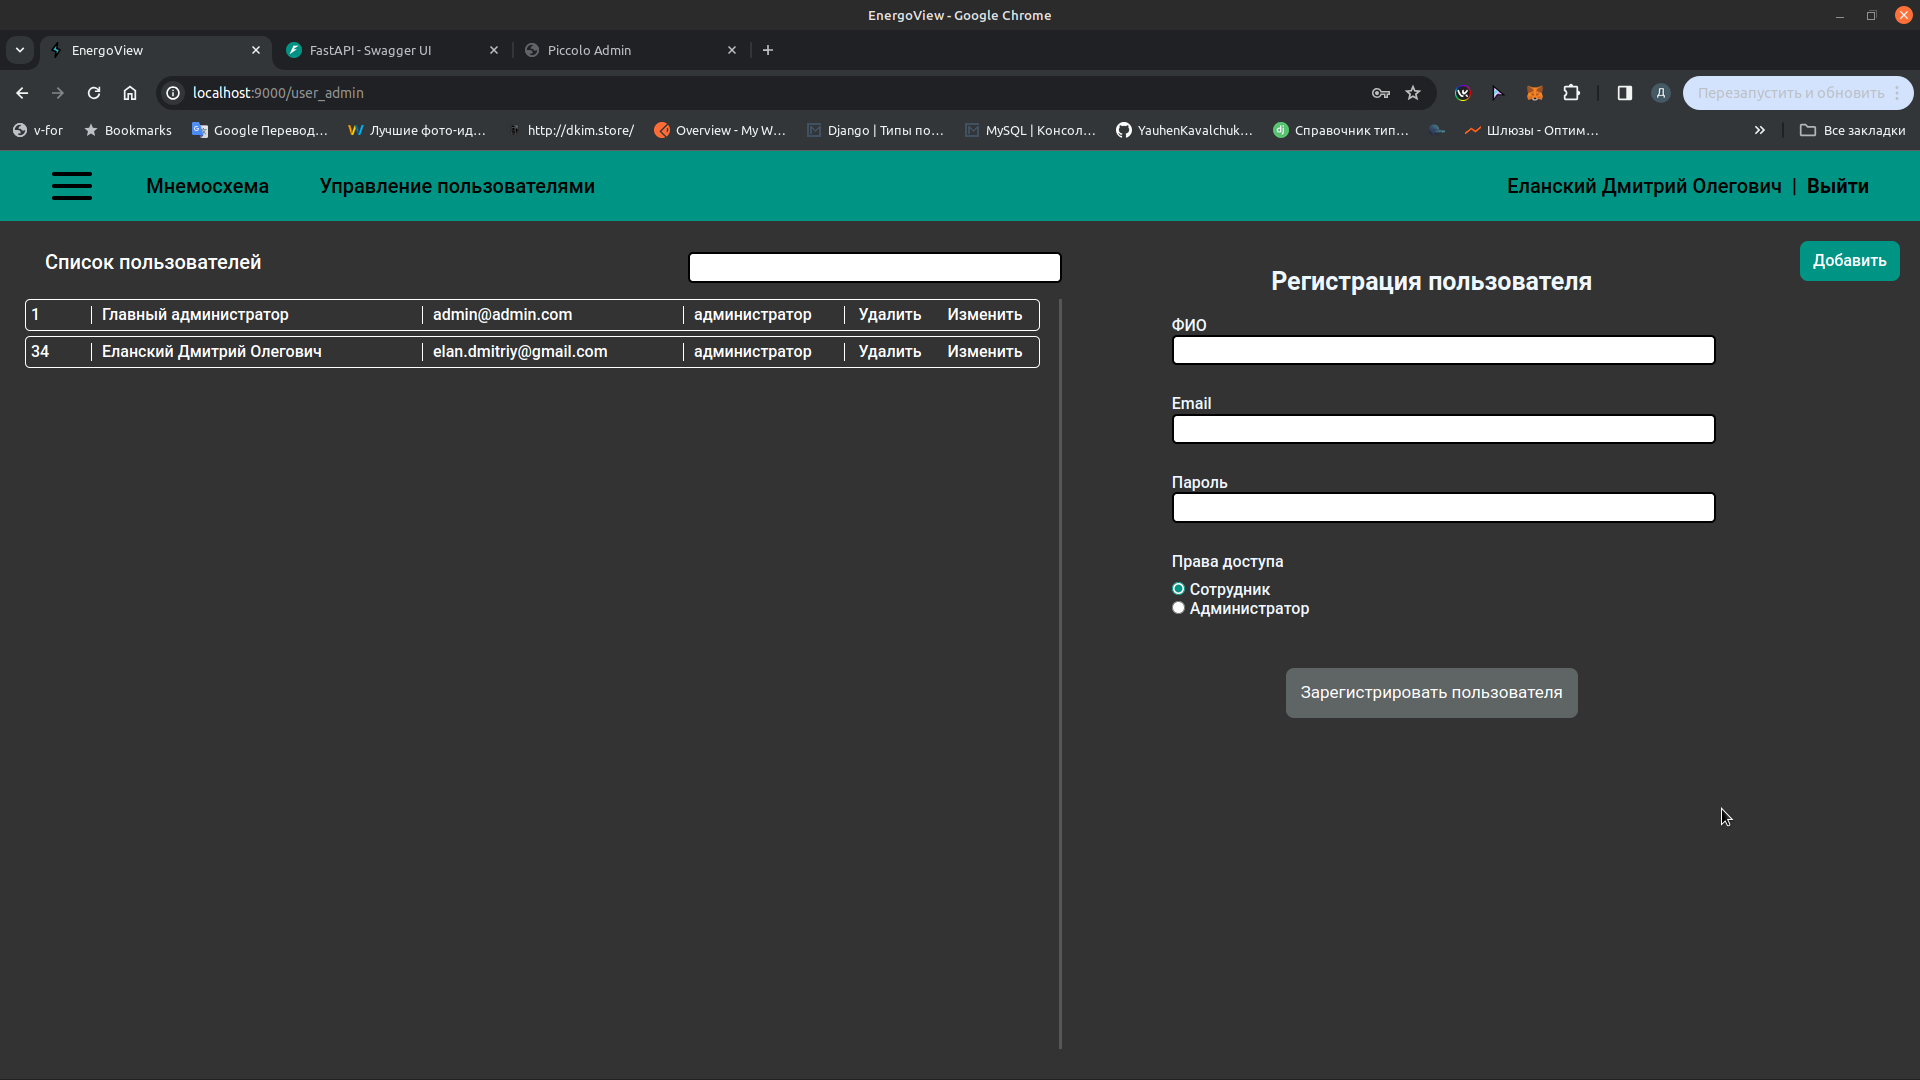 EnergoView - Google Chrome
EnergoView
FastAPI - Swagger UI
Piccolo Admin
localhost:9000/user_admin
Д
Перезапустить и обновить
v-for
Bookmarks
Google Перевод...
Лучшие фото-ид...
http://dkim.store/
Overview - My W...
Django | Типы по...
MySQL | Консол...
YauhenKavalchuk...
Справочник тип...
Шлюзы - Оптим...
Все закладки
Мнемосхема
Управление пользователями
Еланский Дмитрий Олегович | Выйти
Список пользователей
1 Главный администратор admin@admin.com администратор Удалить Изменить
34 Еланский Дмитрий Олегович elan.dmitriy@gmail.com администратор Удалить Изменить
Добавить
Регистрация пользователя
ФИО
Email
Пароль
Права доступа
Сотрудник
Администратор
Зарегистрировать пользователя